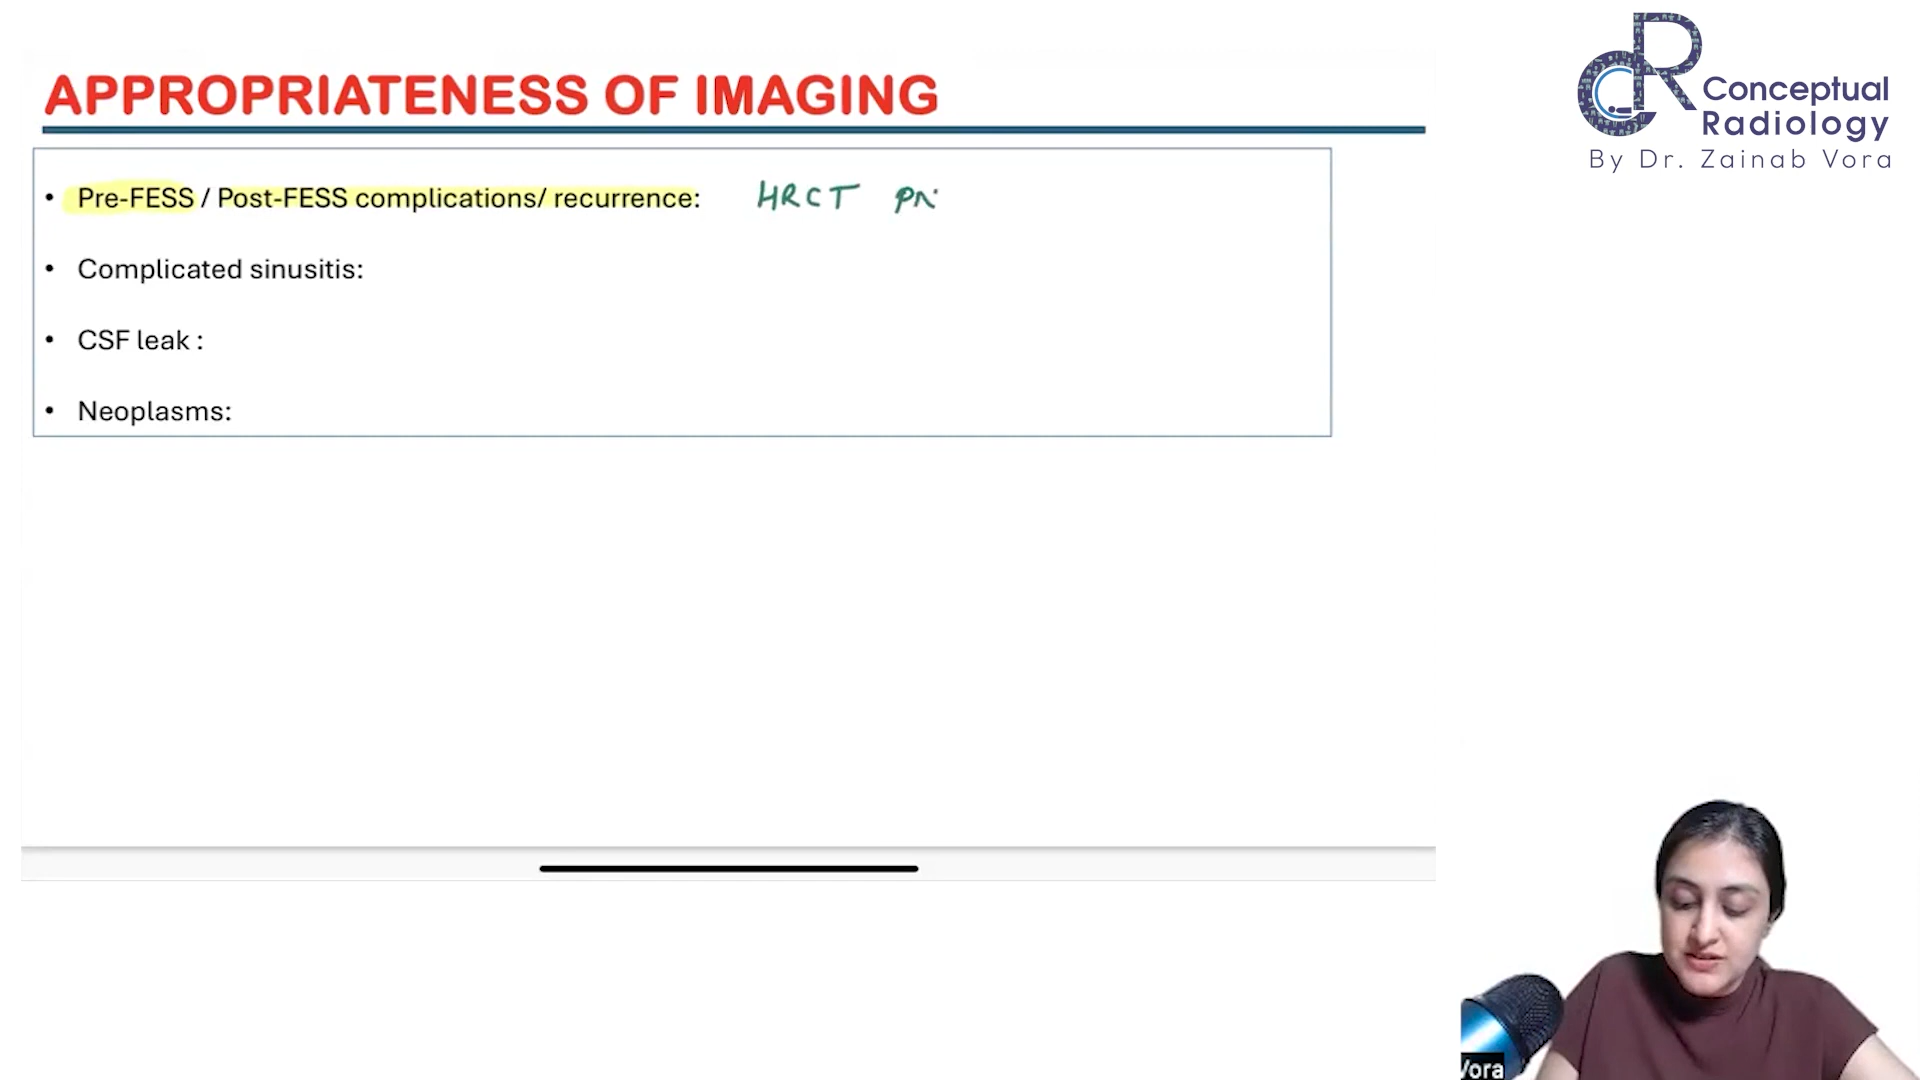 APPROPRIATENESS OF IMAGING
• Pre-FESS / Post-FESS complications/ recurrence: HRCT
• Complicated sinusitis:
• CSF leak :
• Neoplasms:
CR Conceptual
Radiology
By Dr. Zainab Vora
Vora